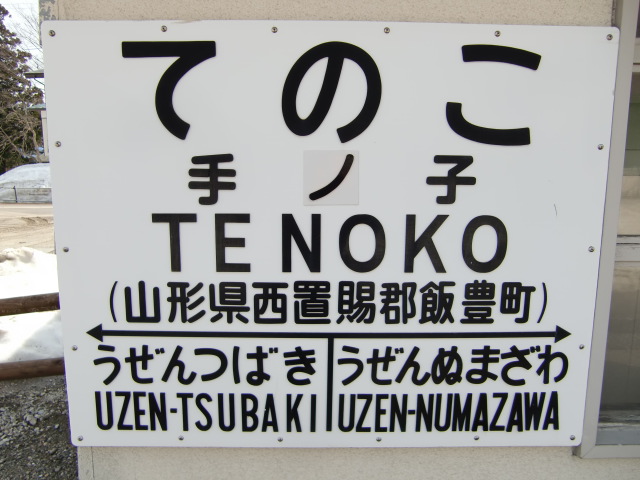 てのこ
手ノ子
TENOKO
(山形県西置賜郡飯豊町)
うぜんつばき うぜんぬまざわ
UZEN-TSUBAKI UZEN-NUMAZAWA